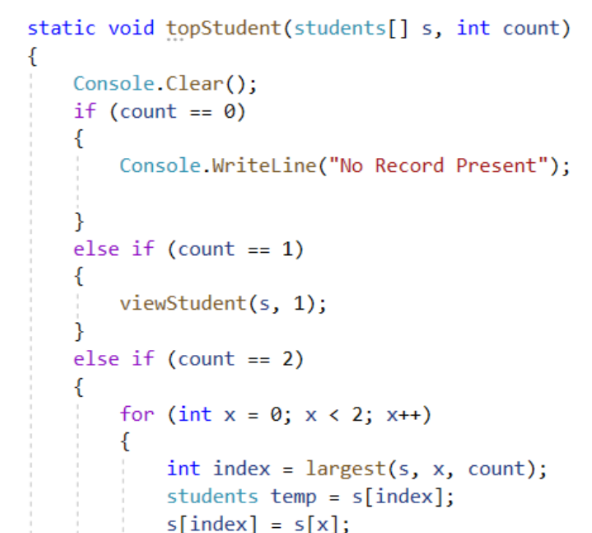 static void topStudent(students[] s, int count)
{
Console.Clear();
if (count == 0)
{
Console.WriteLine("No Record Present");
}
else if (count == 1)
{
viewStudent(s, 1);
}
else if (count == 2)
{
for (int x = 0; x < 2; x++)
{
int index = largest(s, x, count);
students temp = s[index];
s[index] = s[x];